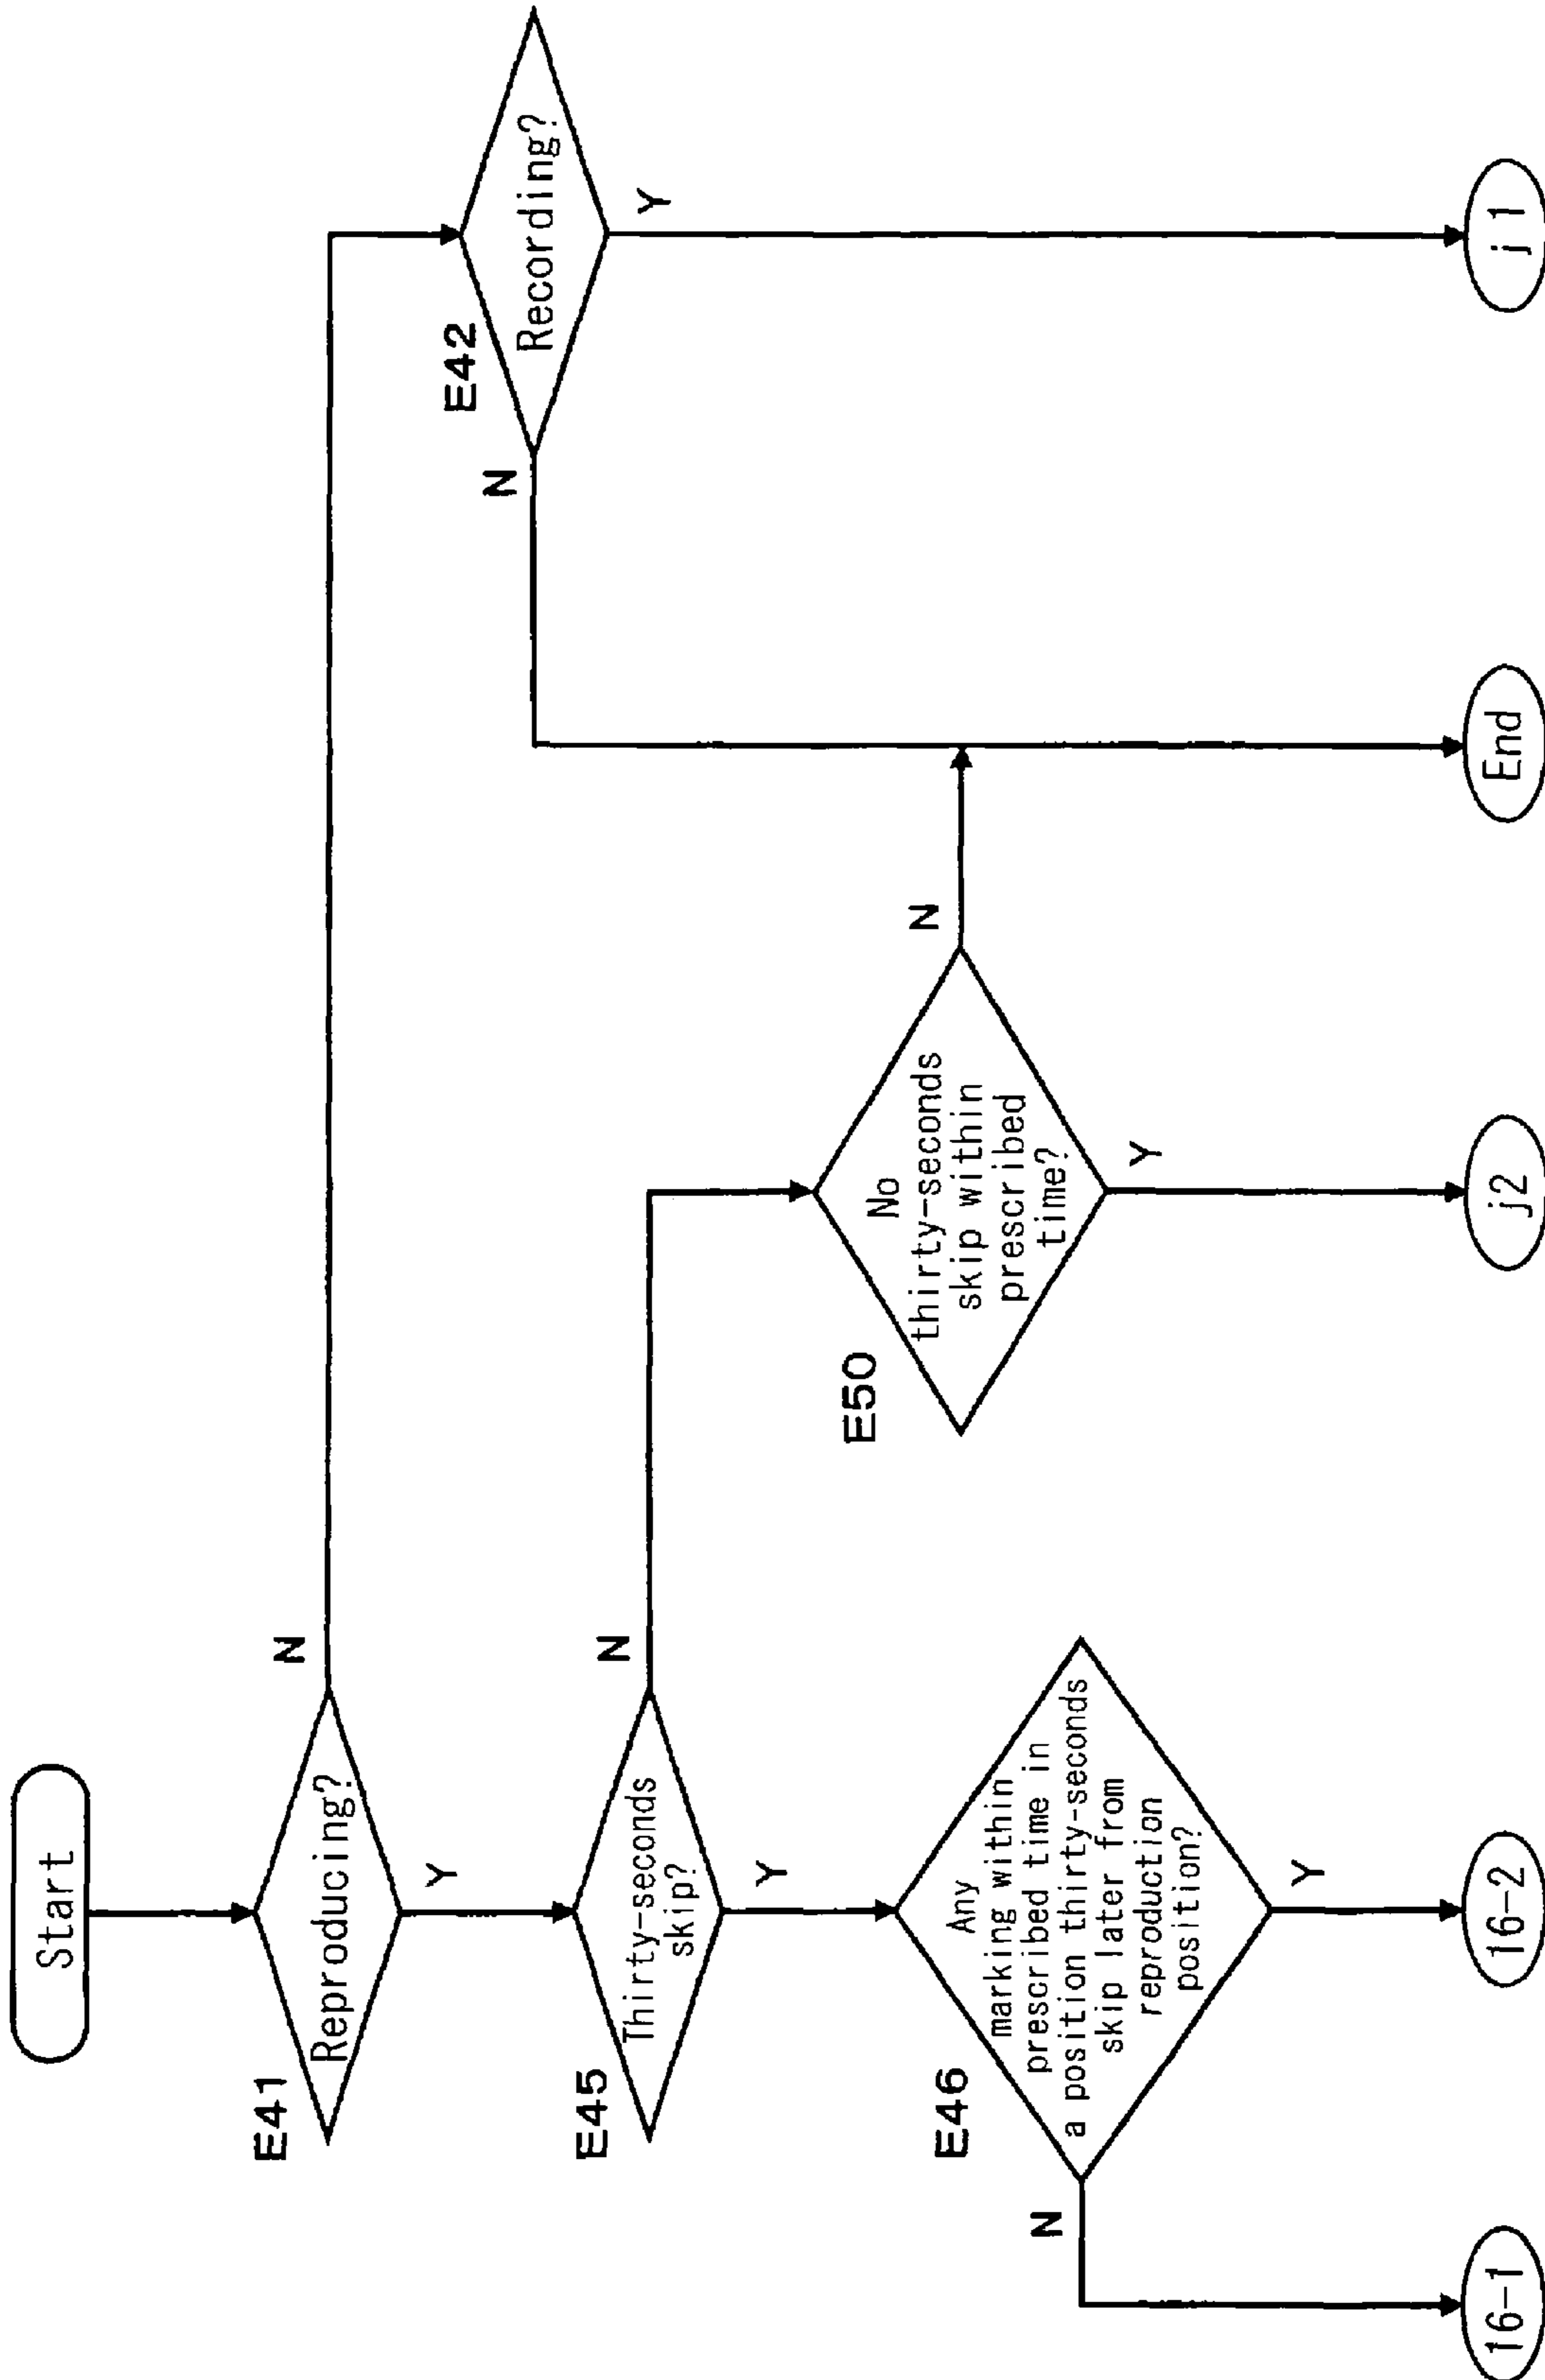 Start
E41
Reproducing?
N
Y
E42
Recording?
N
Y
E45
Thirty-seconds
skip?
N
Y
E50
No
thirty-seconds
skip within
prescribed
time?
N
Y
E46
Any
marking within
prescribed time in
a position thirty-seconds
skip later from
reproduction
position?
N
Y
16-1
16-2
j2
End
j1